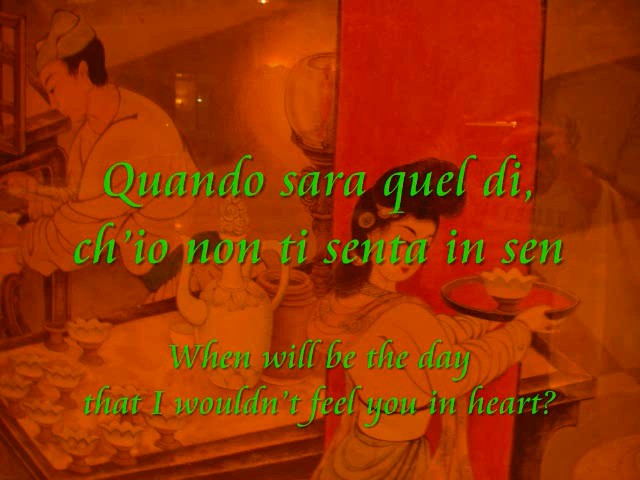 Quando sara quel di,
ch'io non ti senta in sen
When will be the day
that I wouldn't feel you in heart?